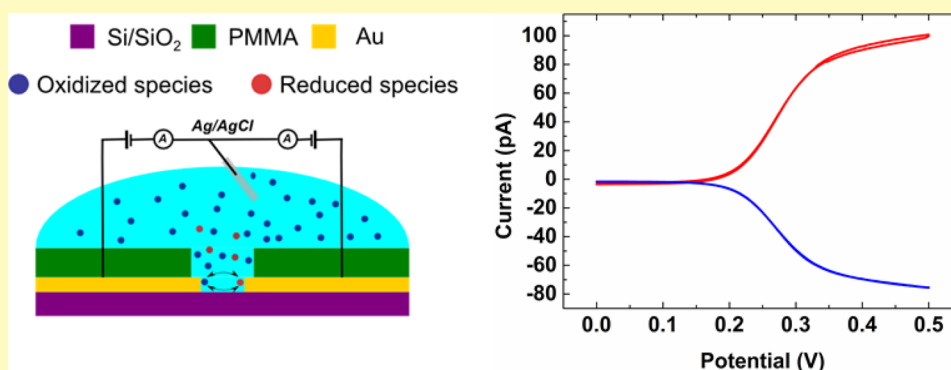 Si/SiO₂ PMMA Au
Oxidized species Reduced species
Ag/AgCl
A A
100
80
60
40
20
0
-20
-40
-60
-80
Current (pA)
0.0 0.1 0.2 0.3 0.4 0.5
Potential (V)